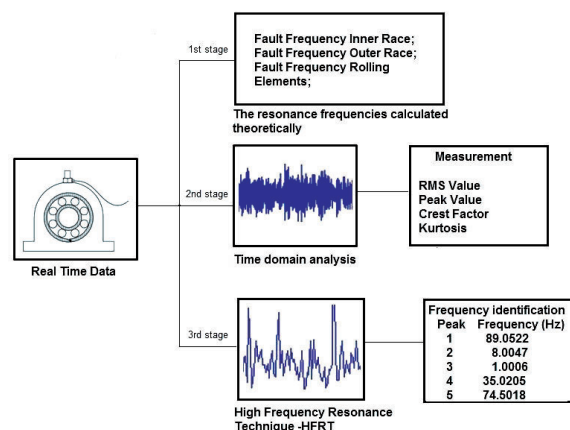 1st stage
Fault Frequency Inner Race;
Fault Frequency Outer Race;
Fault Frequency Rolling
Elements;
The resonance frequencies calculated
theoretically
Real Time Data
2nd stage
Time domain analysis
Measurement
RMS Value
Peak Value
Crest Factor
Kurtosis
3rd stage
High Frequency Resonance
Technique -HFRT
Frequency identification
Peak Frequency (Hz)
1 89.0522
2 8.0047
3 1.0006
4 35.0205
5 74.5018